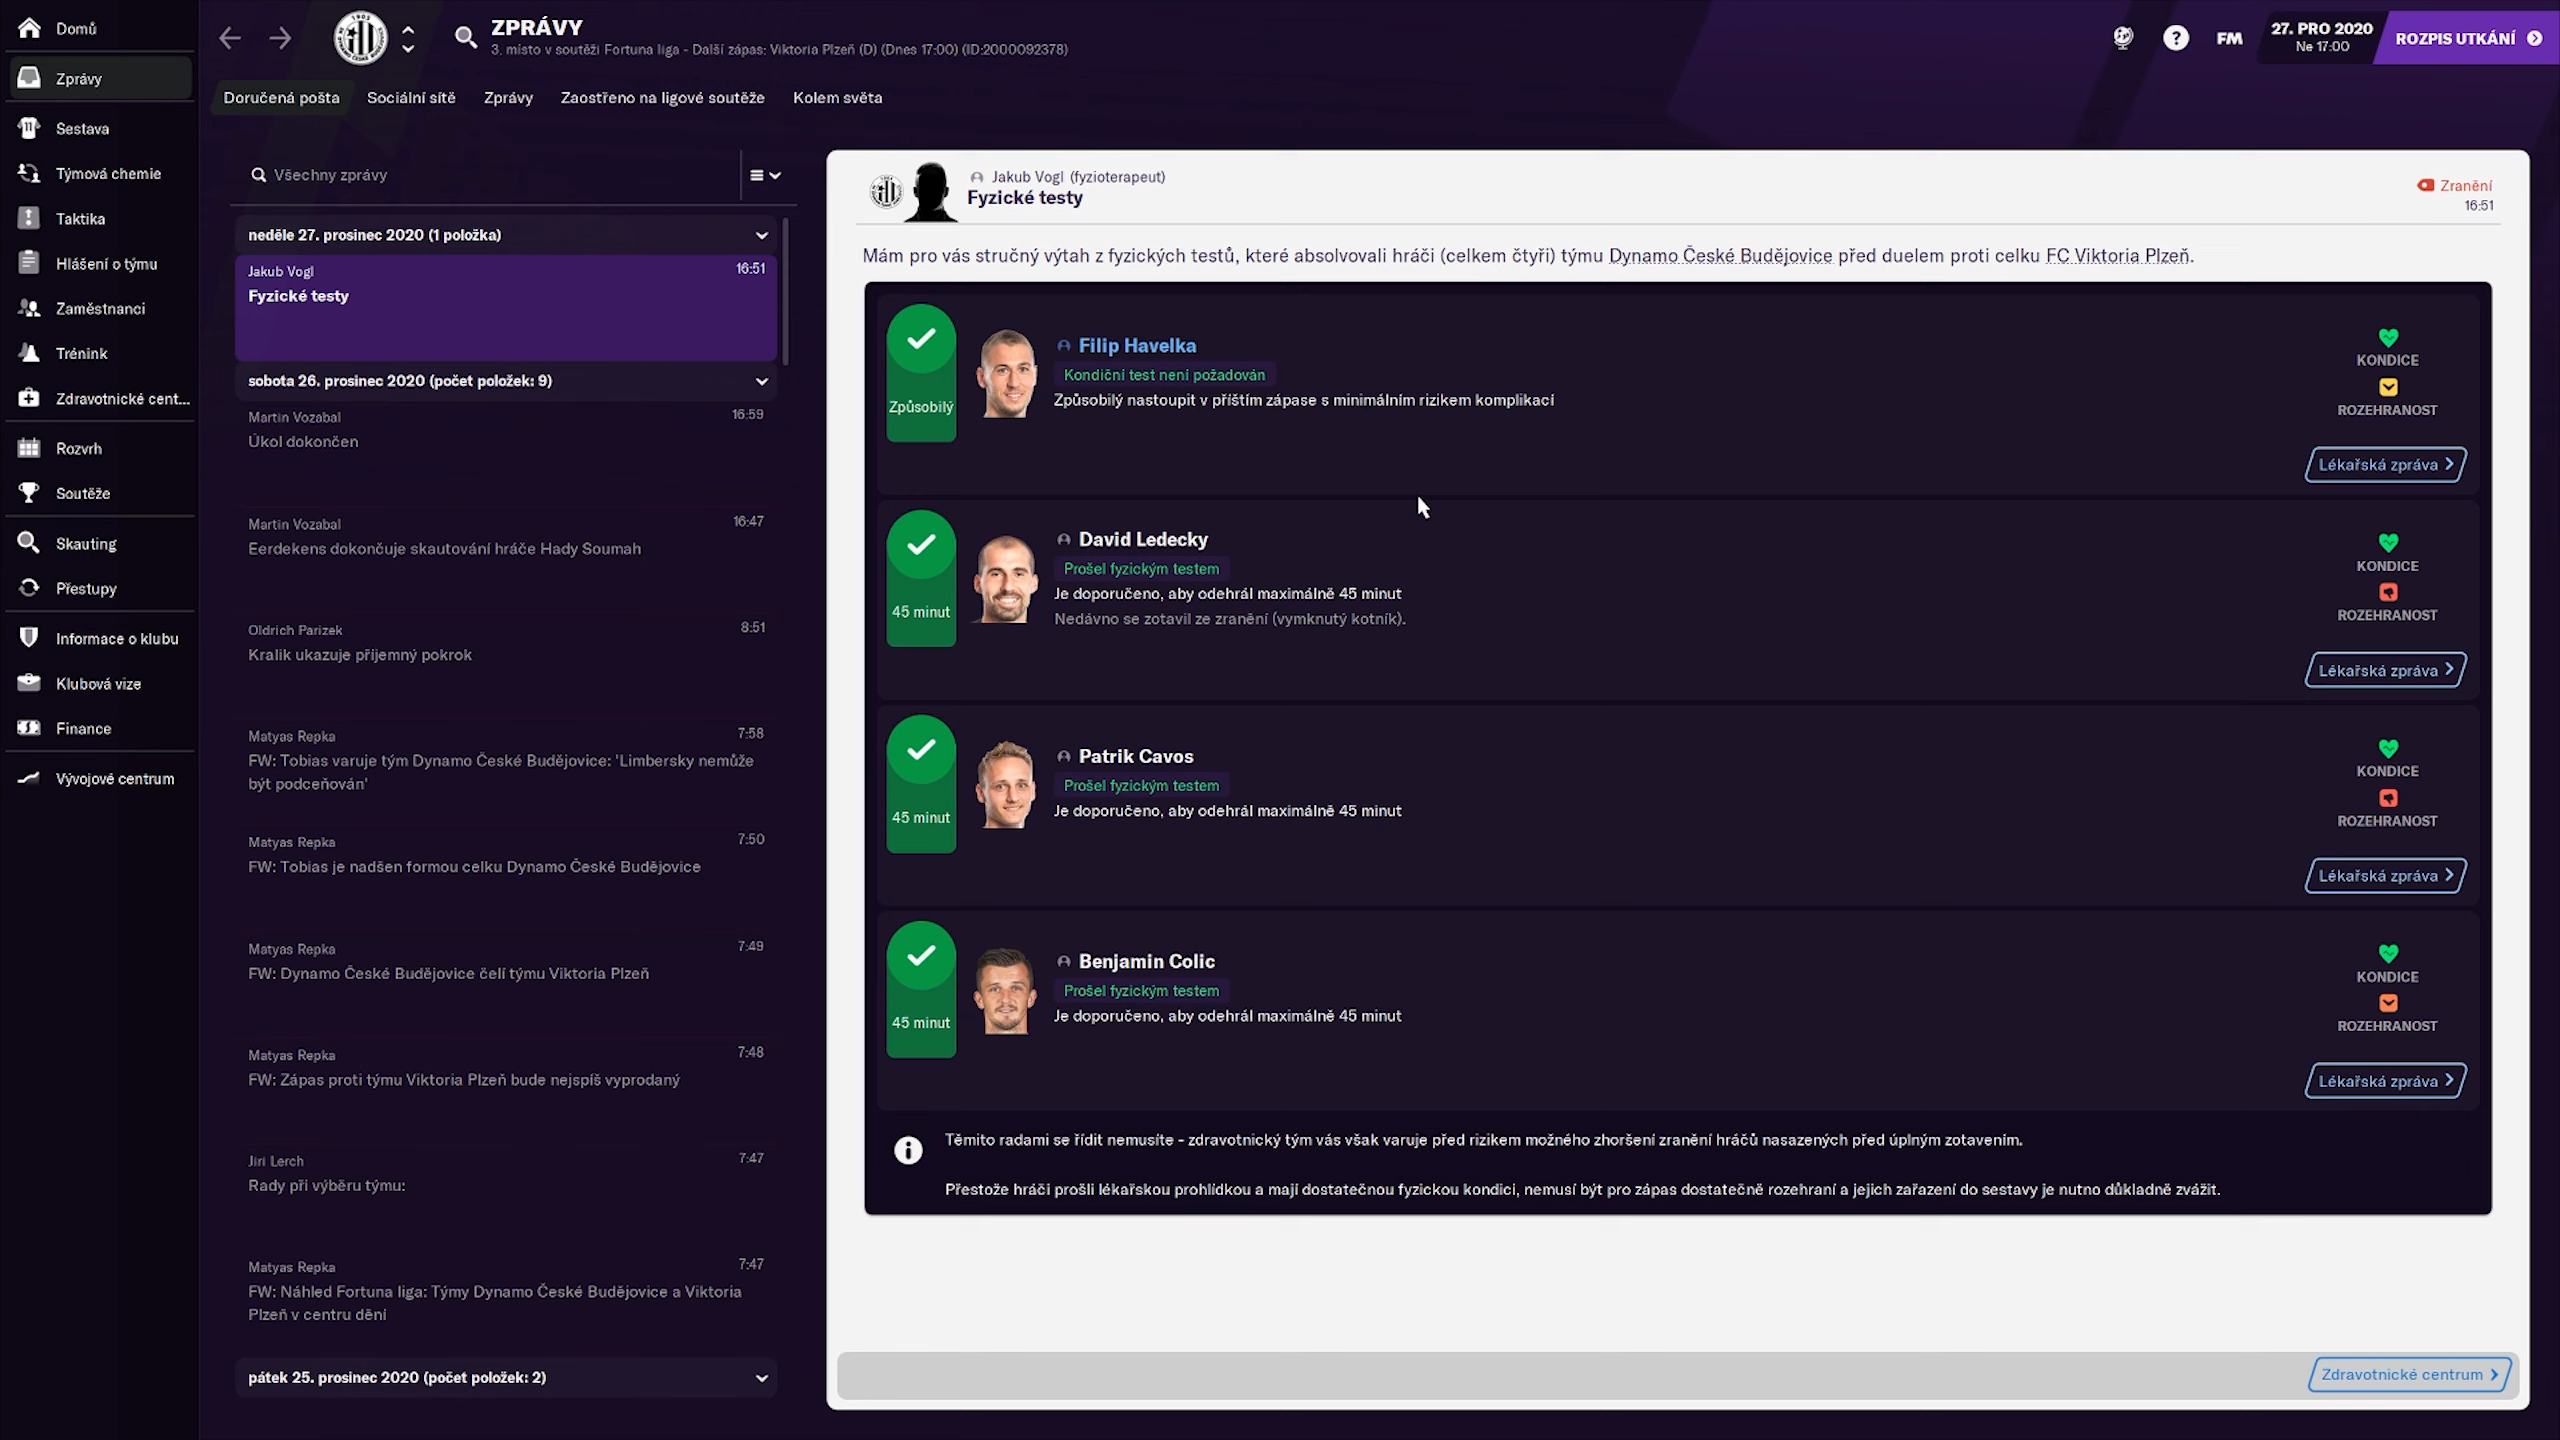 Domů
Zprávy
Sestava
Týmová chemie
Taktika
Hlášení o týmu
Zaměstnanci
Trénink
Zdravotnické cent...
Rozvrh
Soutěže
Skauting
Přestupy
Informace o klubu
Klubová vize
Finance
Vývojové centrum
ZPRÁVY
3. místo v soutěži Fortuna liga - Další zápas: Viktoria Plzeň (D) (Dnes 17:00) (ID:2000092378)
FM
27. PRO 2020
Ne 17:00
ROZPIS UTKÁNÍ
Doručená pošta
Sociální sítě
Zprávy
Zaostřeno na ligové soutěže
Kolem světa
Všechny zprávy
neděle 27. prosinec 2020 (1 položka)
Jakub Vogl
16:51
Fyzické testy
sobota 26. prosinec 2020 (počet položek: 9)
Martin Vozabal
16:59
Úkol dokončen
Martin Vozabal
16:47
Eerdekens dokončuje skautování hráče Hady Soumah
Oldrich Parizek
8:51
Kralik ukazuje příjemný pokrok
Matyas Repka
7:58
FW: Tobias varuje tým Dynamo České Budějovice: 'Limbersky nemůže
být podceňován'
Matyas Repka
7:50
FW: Tobias je nadšen formou celku Dynamo České Budějovice
Matyas Repka
7:49
FW: Dynamo České Budějovice čelí týmu Viktoria Plzeň
Matyas Repka
7:48
FW: Zápas proti týmu Viktoria Plzeň bude nejspíš vyprodaný
Jiri Lerch
7:47
Rady při výběru týmu:
Matyas Repka
7:47
FW: Náhled Fortuna liga: Týmy Dynamo České Budějovice a Viktoria
Plzeň v centru dění
pátek 25. prosinec 2020 (počet položek: 2)
Jakub Vogl (fyzioterapeut)
Fyzické testy
Zranění
16:51
Mám pro vás stručný výtah z fyzických testů, které absolvovali hráči (celkem čtyři) týmu Dynamo České Budějovice před duelem proti celku FC Viktoria Plzeň.
Způsobilý
Filip Havelka
Kondiční test není požadován
Způsobilý nastoupit v příštím zápase s minimálním rizikem komplikací
KONDICE
ROZEHRANOST
Lékařská zpráva
45 minut
David Ledecky
Prošel fyzickým testem
Je doporučeno, aby odehrál maximálně 45 minut
Nedávno se zotavil ze zranění (vymknutý kotník).
KONDICE
ROZEHRANOST
Lékařská zpráva
45 minut
Patrik Cavos
Prošel fyzickým testem
Je doporučeno, aby odehrál maximálně 45 minut
KONDICE
ROZEHRANOST
Lékařská zpráva
45 minut
Benjamin Colic
Prošel fyzickým testem
Je doporučeno, aby odehrál maximálně 45 minut
KONDICE
ROZEHRANOST
Lékařská zpráva
Těmito radami se řídit nemusíte - zdravotnický tým vás však varuje před rizikem možného zhoršení zranění hráčů nasazených před úplným zotavením.
Přestože hráči prošli lékařskou prohlídkou a mají dostatečnou fyzickou kondici, nemusí být pro zápas dostatečně rozehraní a jejich zařazení do sestavy je nutno důkladně zvážit.
Zdravotnické centrum